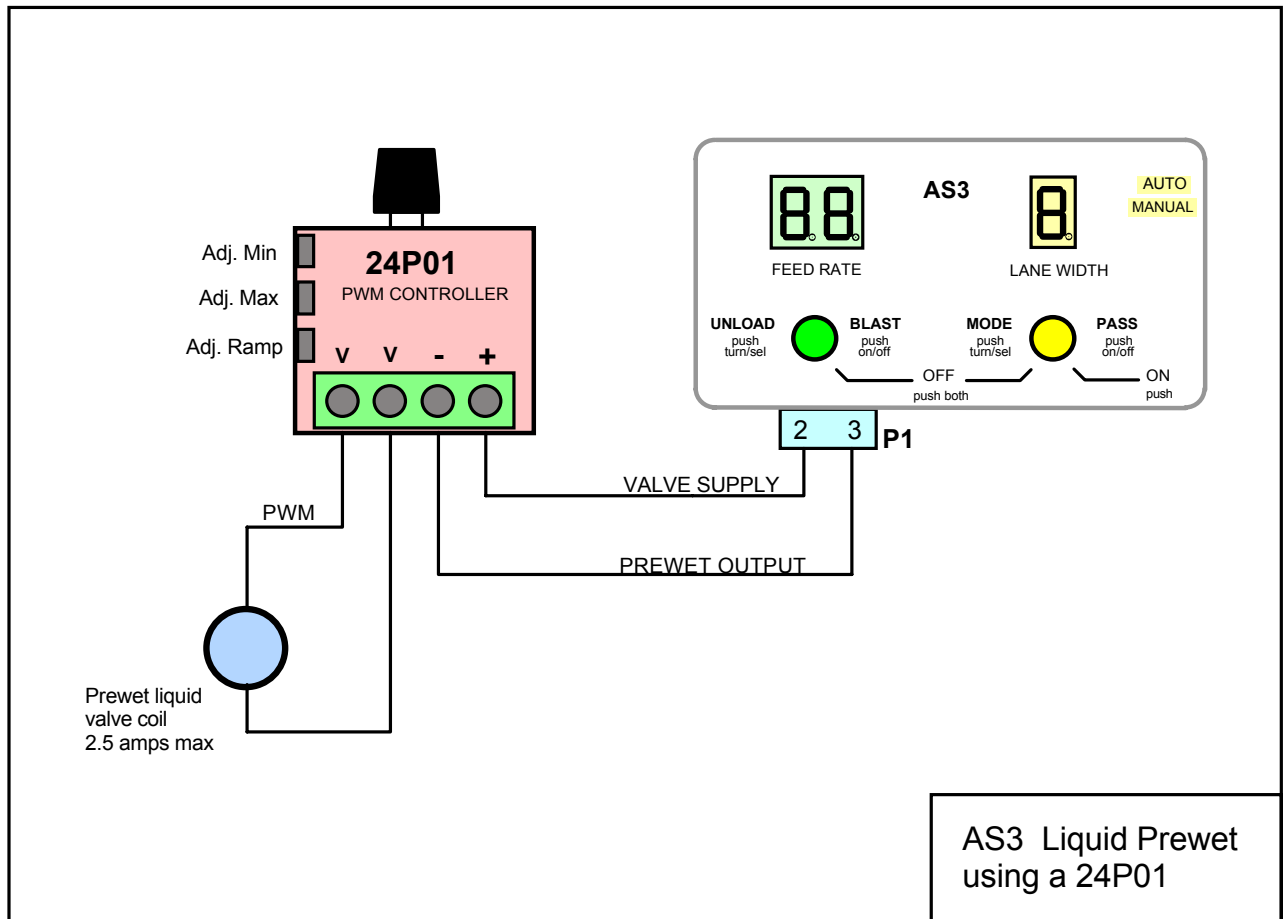 Adj. Min
Adj. Max
Adj. Ramp
24P01
PWM CONTROLLER
V V - +
PWM
Prewet liquid
valve coil
2.5 amps max
VALVE SUPPLY
PREWET OUTPUT
88
AS3
8
AUTO
MANUAL
FEED RATE
LANE WIDTH
UNLOAD
push
turn/sel
BLAST
push
on/off
MODE
push
turn/sel
PASS
push
on/off
OFF
push both
ON
push
2 3
P1
AS3 Liquid Prewet
using a 24P01